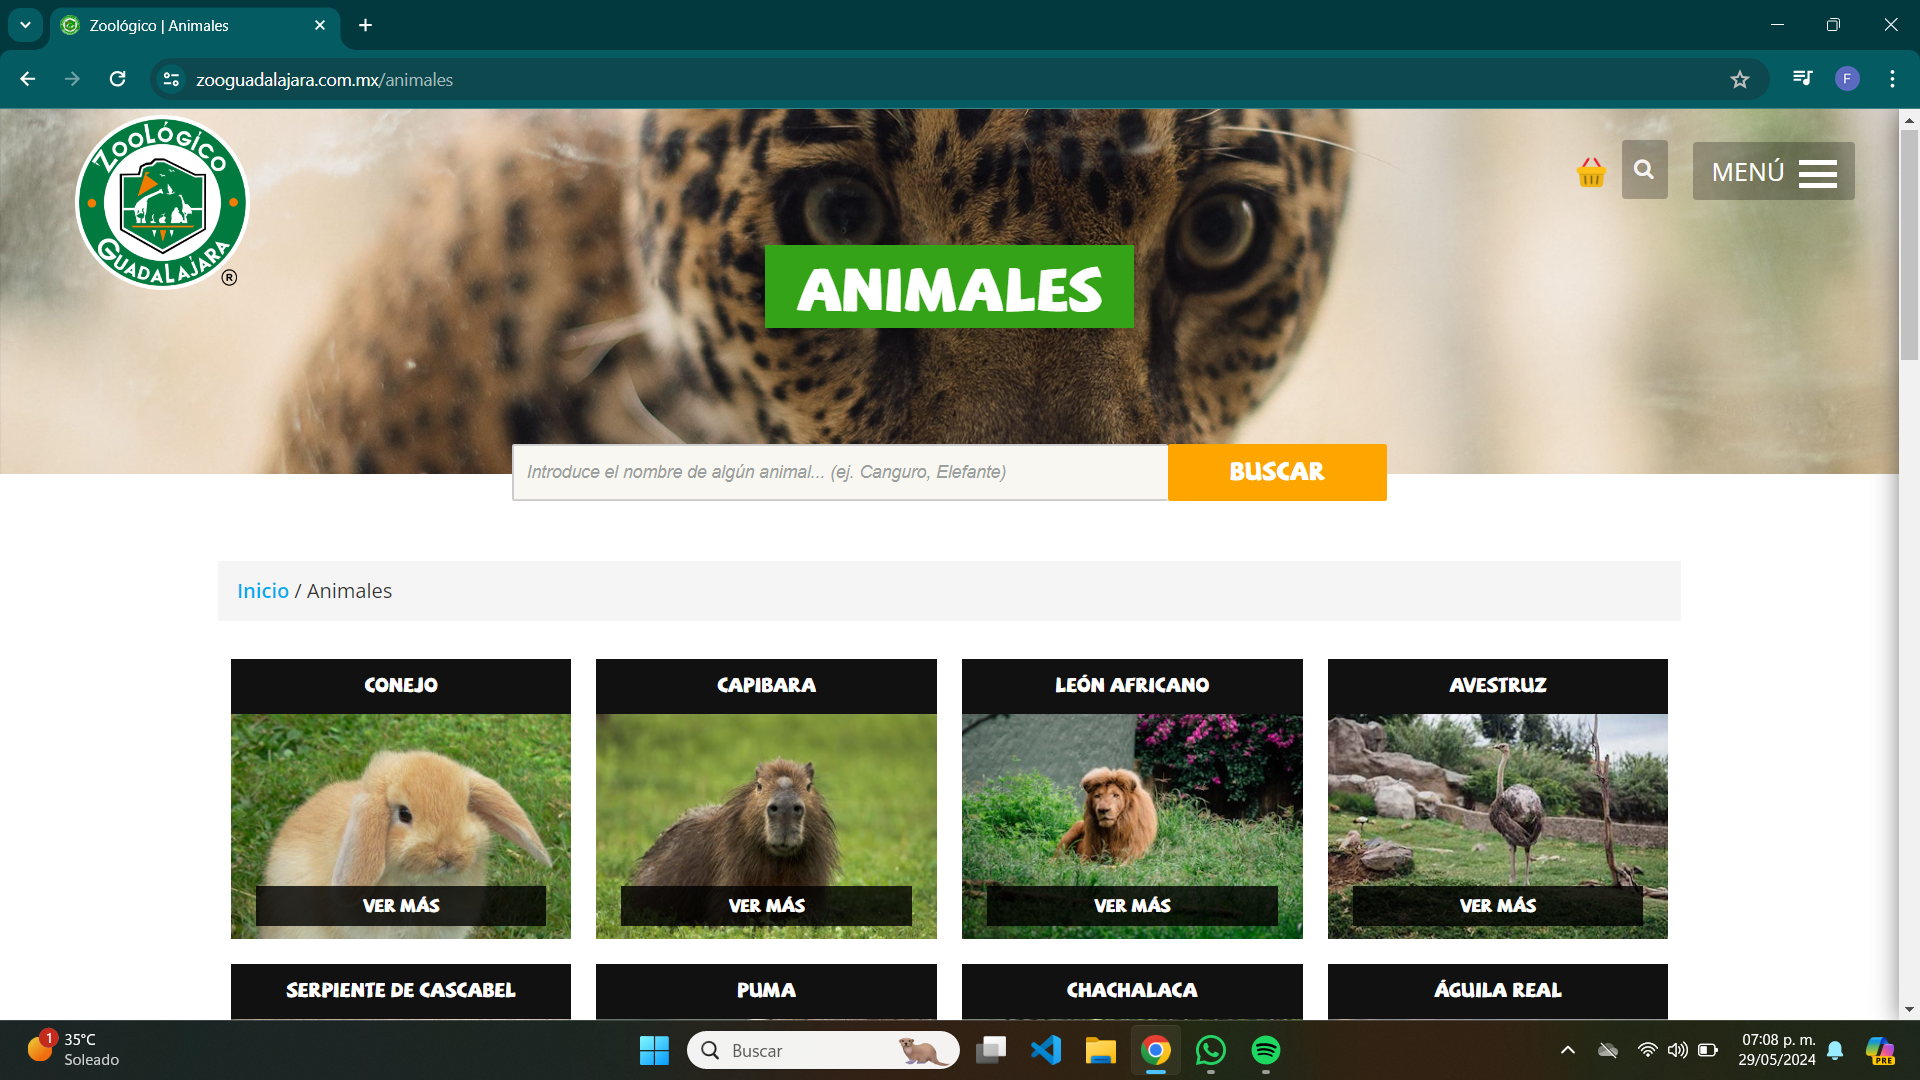 Zoológico | Animales
zooguadalajara.com.mx/animales
F
ZOOLÓGICO
GUADALAJARA
®
MENÚ
ANIMALES
Introduce el nombre de algún animal... (ej. Canguro, Elefante)
BUSCAR
Inicio / Animales
CONEJO
CAPIBARA
LEÓN AFRICANO
AVESTRUZ
VER MÁS
VER MÁS
VER MÁS
VER MÁS
SERPIENTE DE CASCABEL
PUMA
CHACHALACA
ÁGUILA REAL
1
35°C
Soleado
Buscar
07:08 p. m.
29/05/2024
PRE